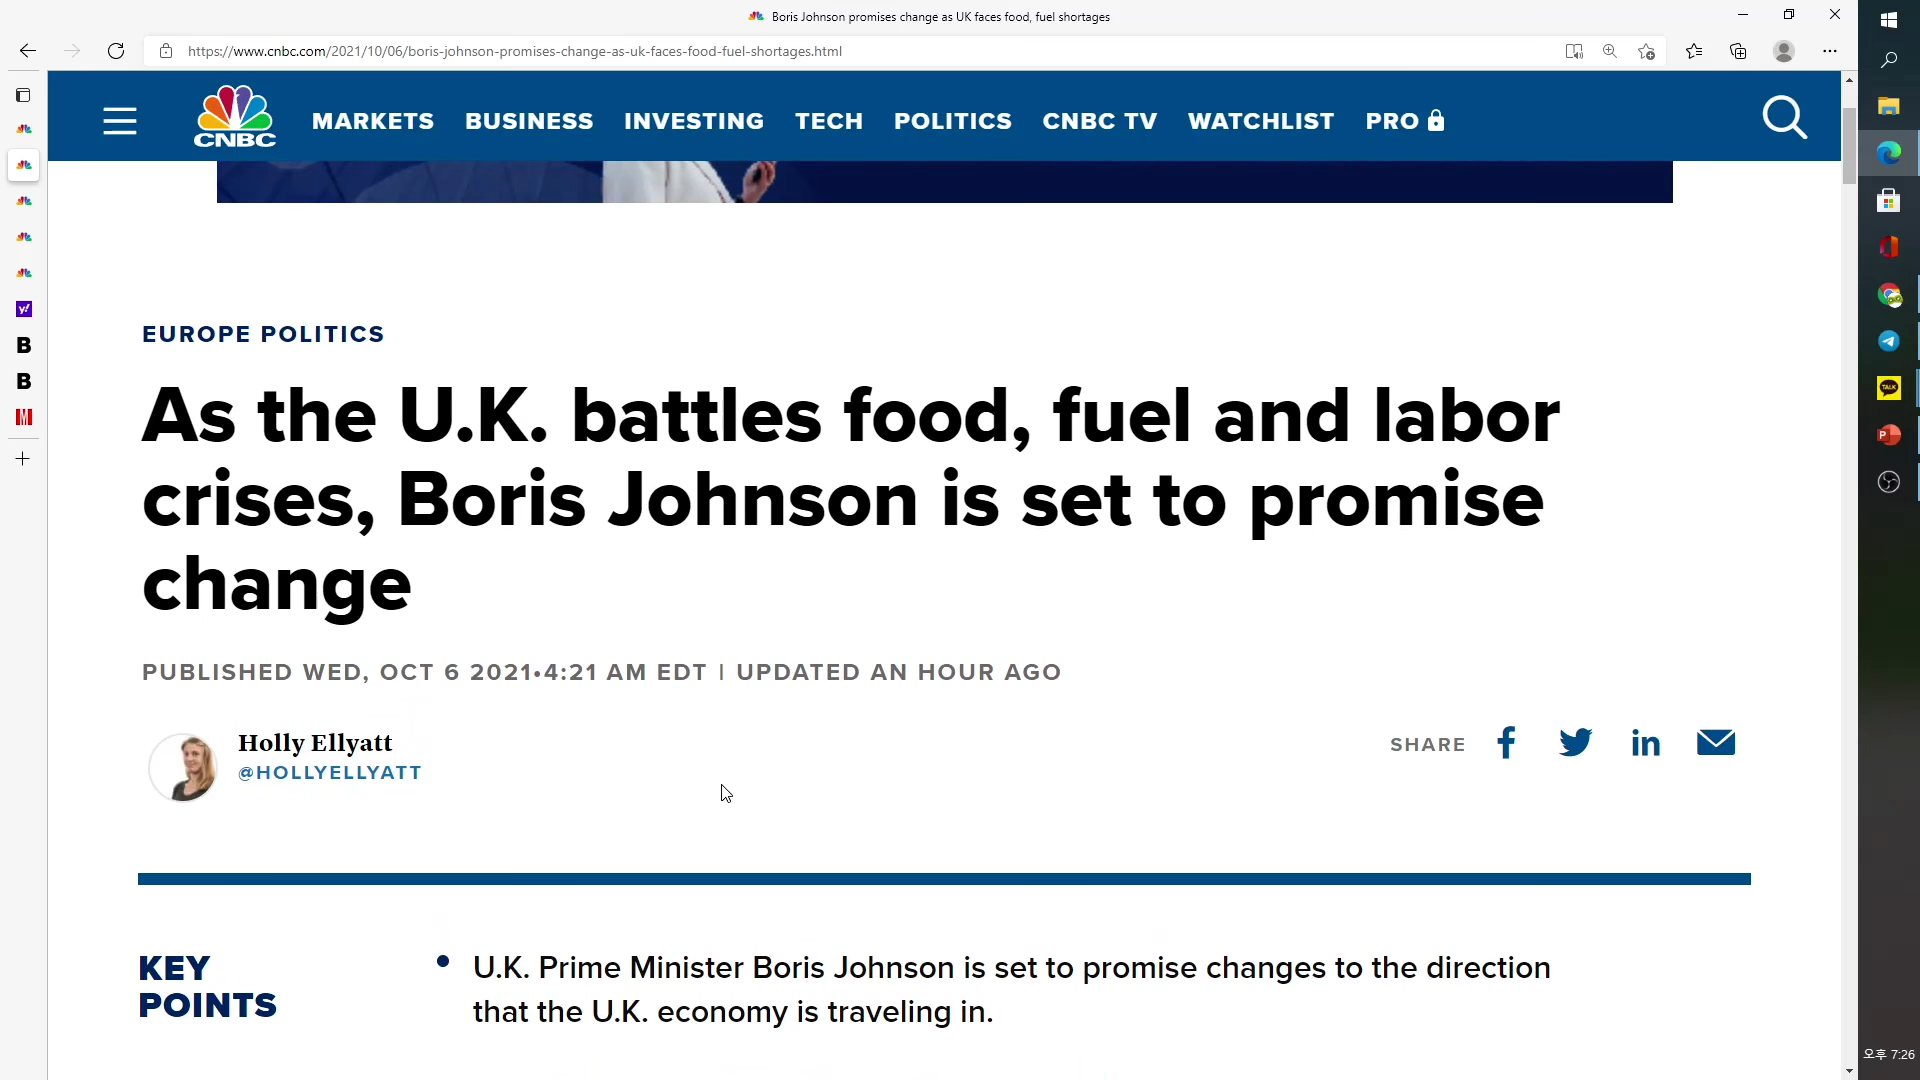 Boris Johnson promises change as UK faces food, fuel shortages
https://www.cnbc.com/2021/10/06/boris-johnson-promises-change-as-uk-faces-food-fuel-shortages.html
CNBC
MARKETS BUSINESS INVESTING TECH POLITICS CNBC TV WATCHLIST PRO
EUROPE POLITICS
As the U.K. battles food, fuel and labor
crises, Boris Johnson is set to promise
change
PUBLISHED WED, OCT 6 2021•4:21 AM EDT | UPDATED AN HOUR AGO
Holly Ellyatt
@HOLLYELLYATT
SHARE
KEY
POINTS
• U.K. Prime Minister Boris Johnson is set to promise changes to the direction
that the U.K. economy is traveling in.
y!
B
B
M
TALK
P
오후 7:26